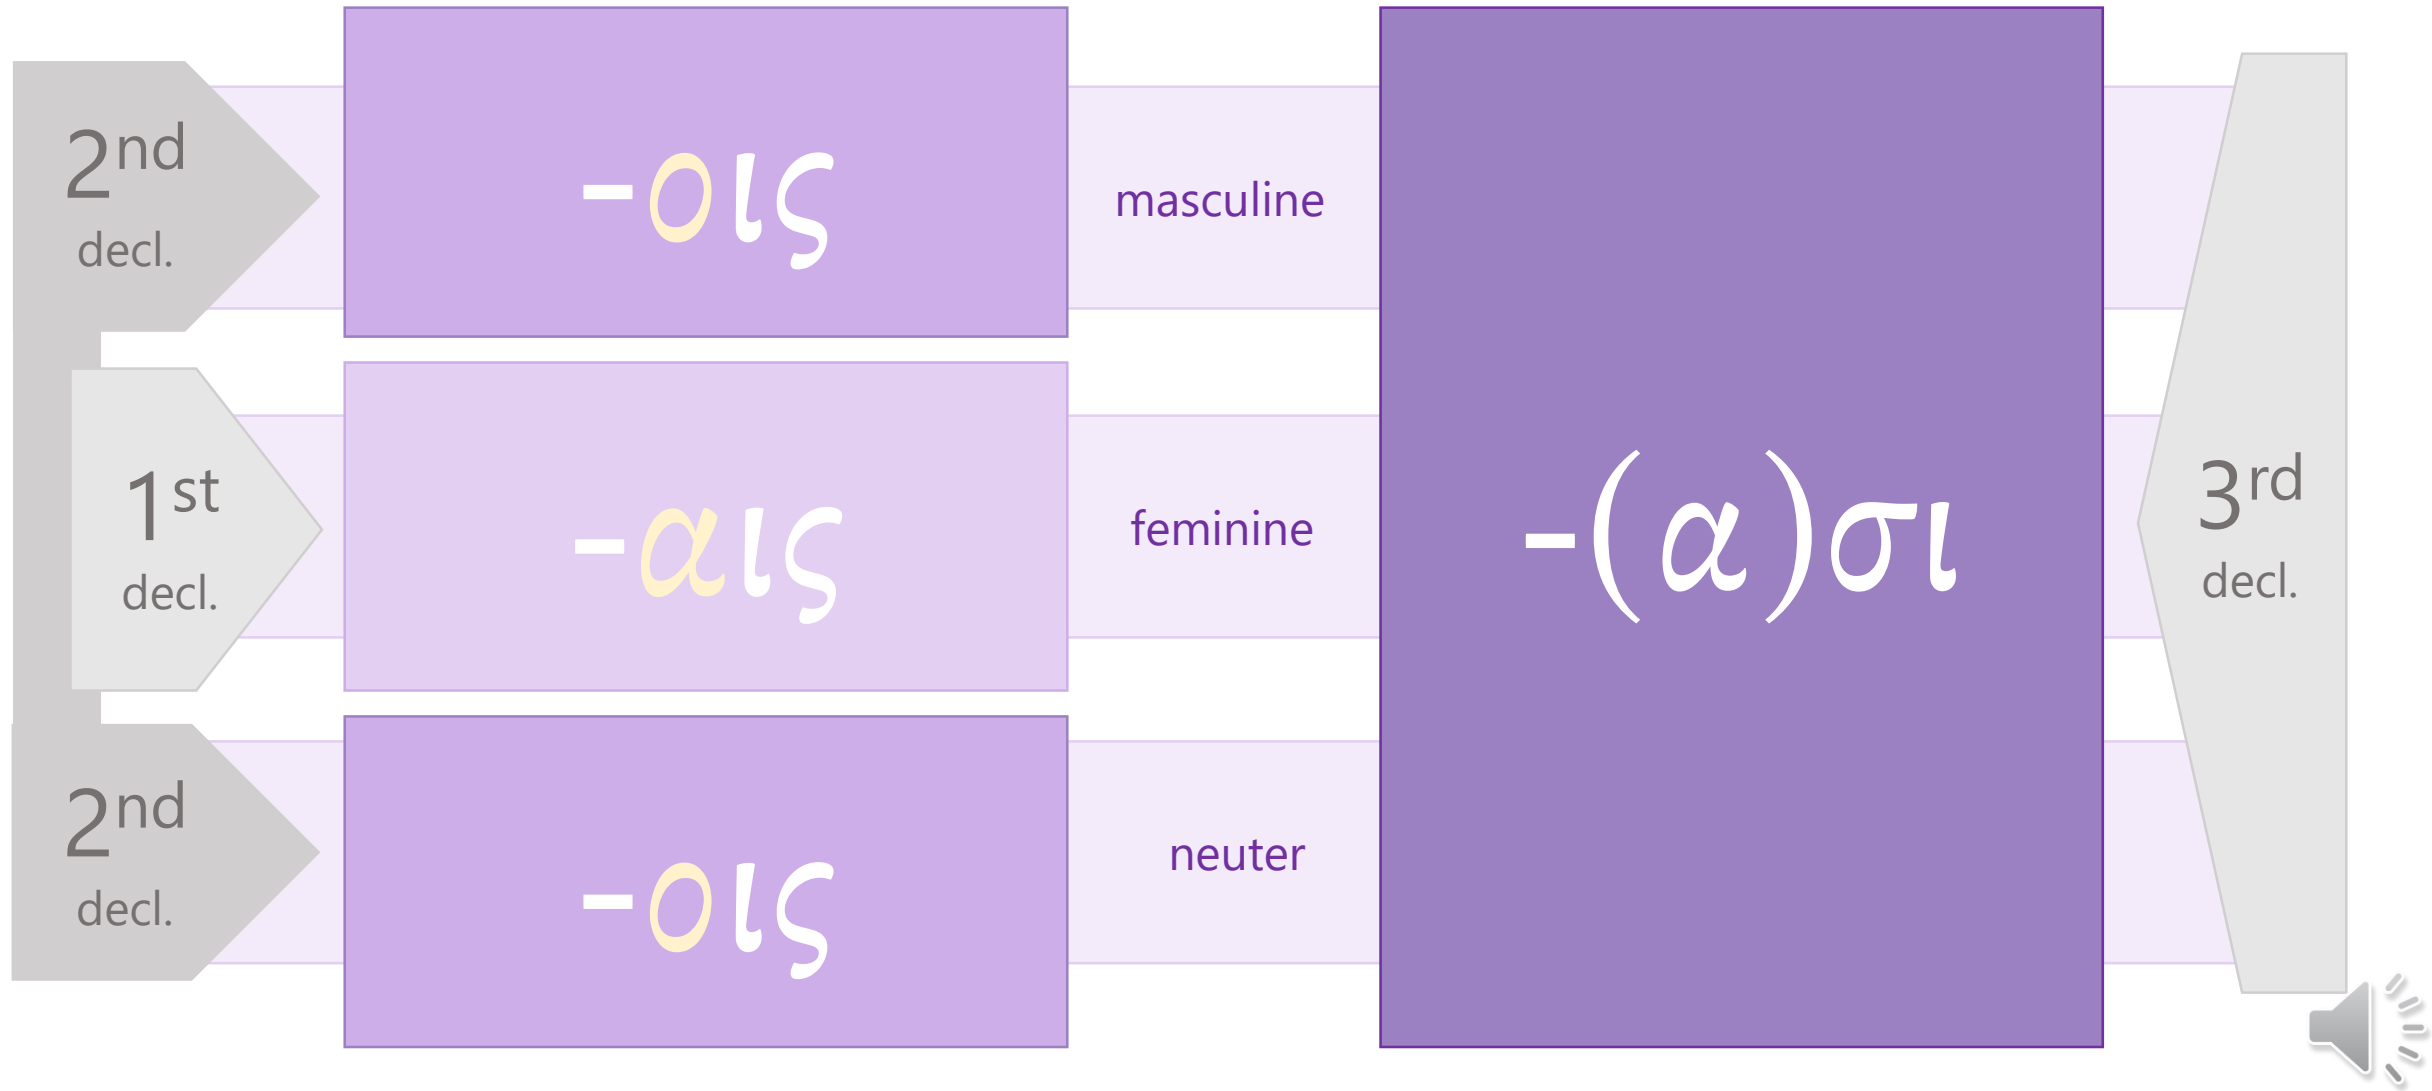 2nd
decl.
-οις
masculine
1st
decl.
-αις
feminine
-(α)σι
3rd
decl.
2nd
decl.
-οις
neuter